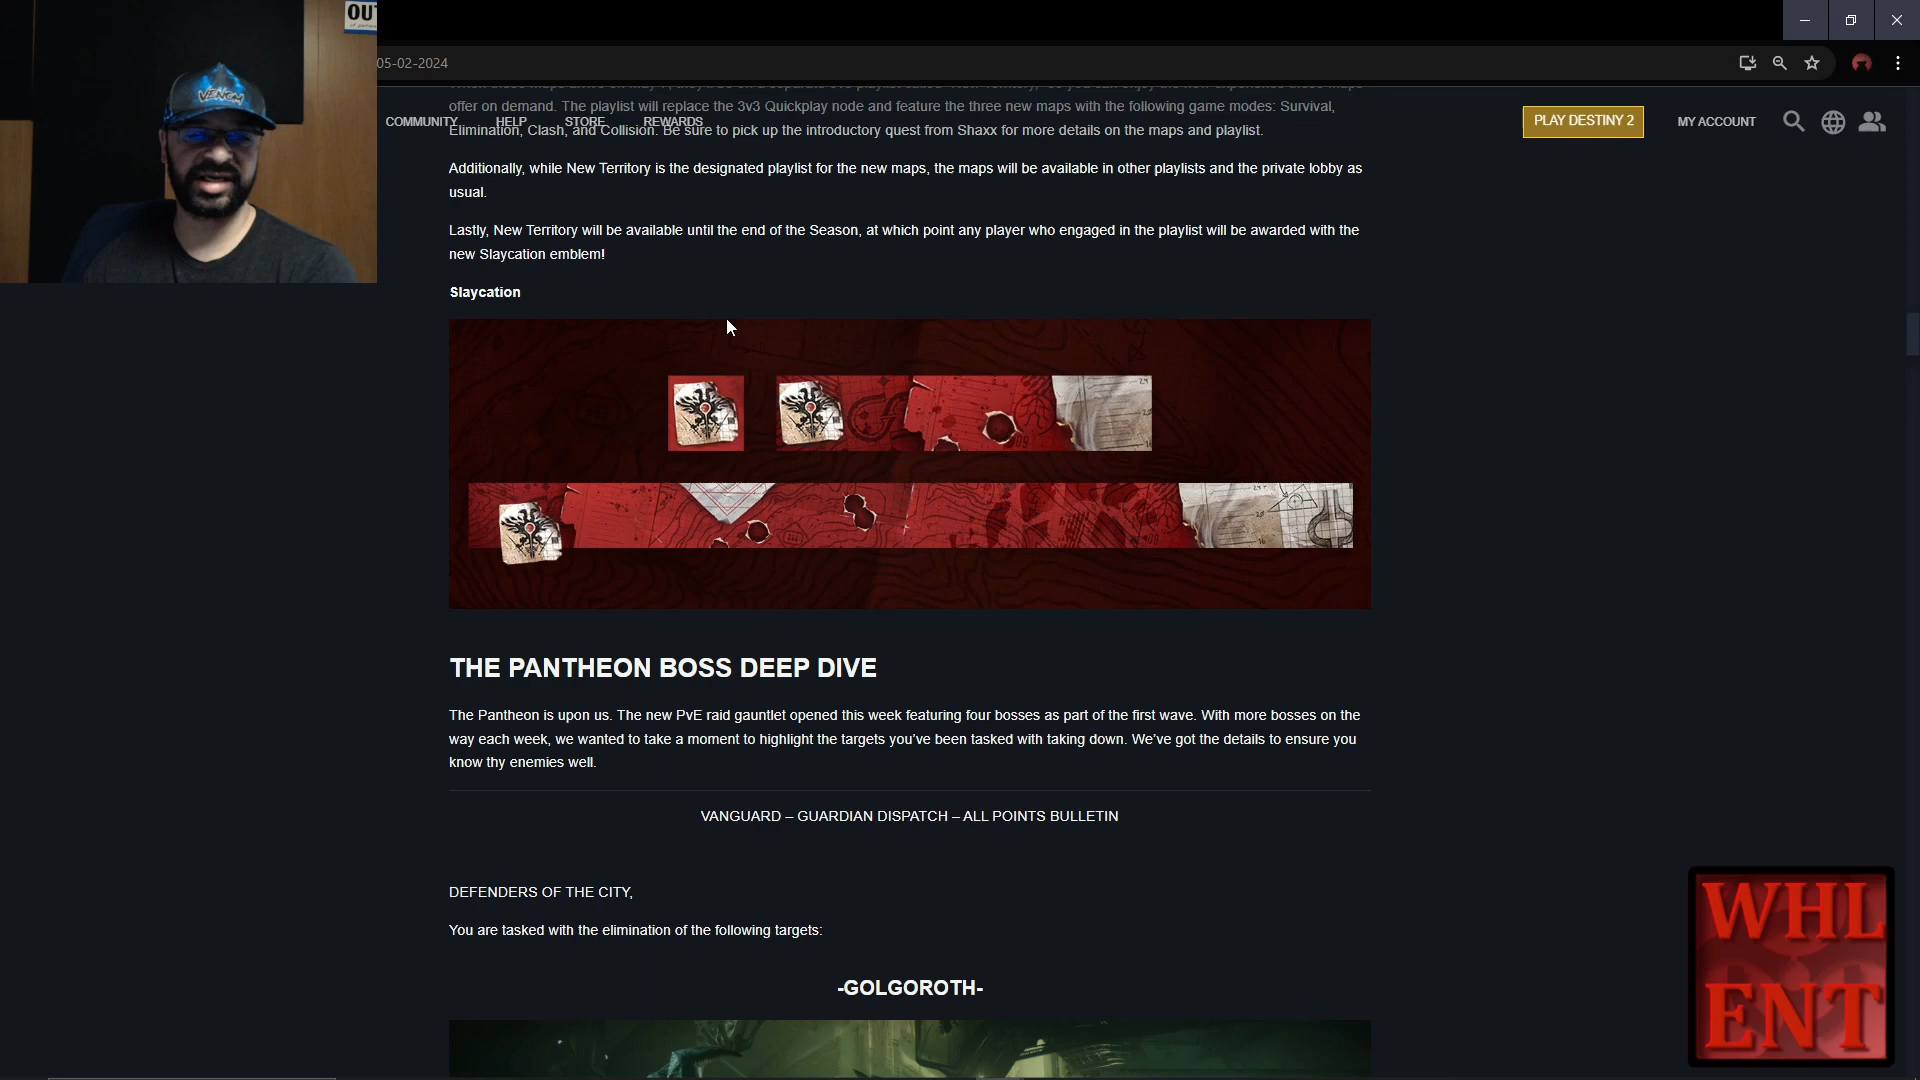 OUT
VENOM
05-02-2024
offer on demand. The playlist will replace the 3v3 Quickplay node and feature the three new maps with the following game modes: Survival,
COMMUNITY HELP STORE REWARDS
PLAY DESTINY 2
MY ACCOUNT
Elimination, Clash, and Collision. Be sure to pick up the introductory quest from Shaxx for more details on the maps and playlist.
Additionally, while New Territory is the designated playlist for the new maps, the maps will be available in other playlists and the private lobby as
usual.
Lastly, New Territory will be available until the end of the Season, at which point any player who engaged in the playlist will be awarded with the
new Slaycation emblem!
Slaycation
THE PANTHEON BOSS DEEP DIVE
The Pantheon is upon us. The new PvE raid gauntlet opened this week featuring four bosses as part of the first wave. With more bosses on the
way each week, we wanted to take a moment to highlight the targets you've been tasked with taking down. We've got the details to ensure you
know thy enemies well.
VANGUARD – GUARDIAN DISPATCH – ALL POINTS BULLETIN
DEFENDERS OF THE CITY,
You are tasked with the elimination of the following targets:
-GOLGOROTH-
WHL
ENT